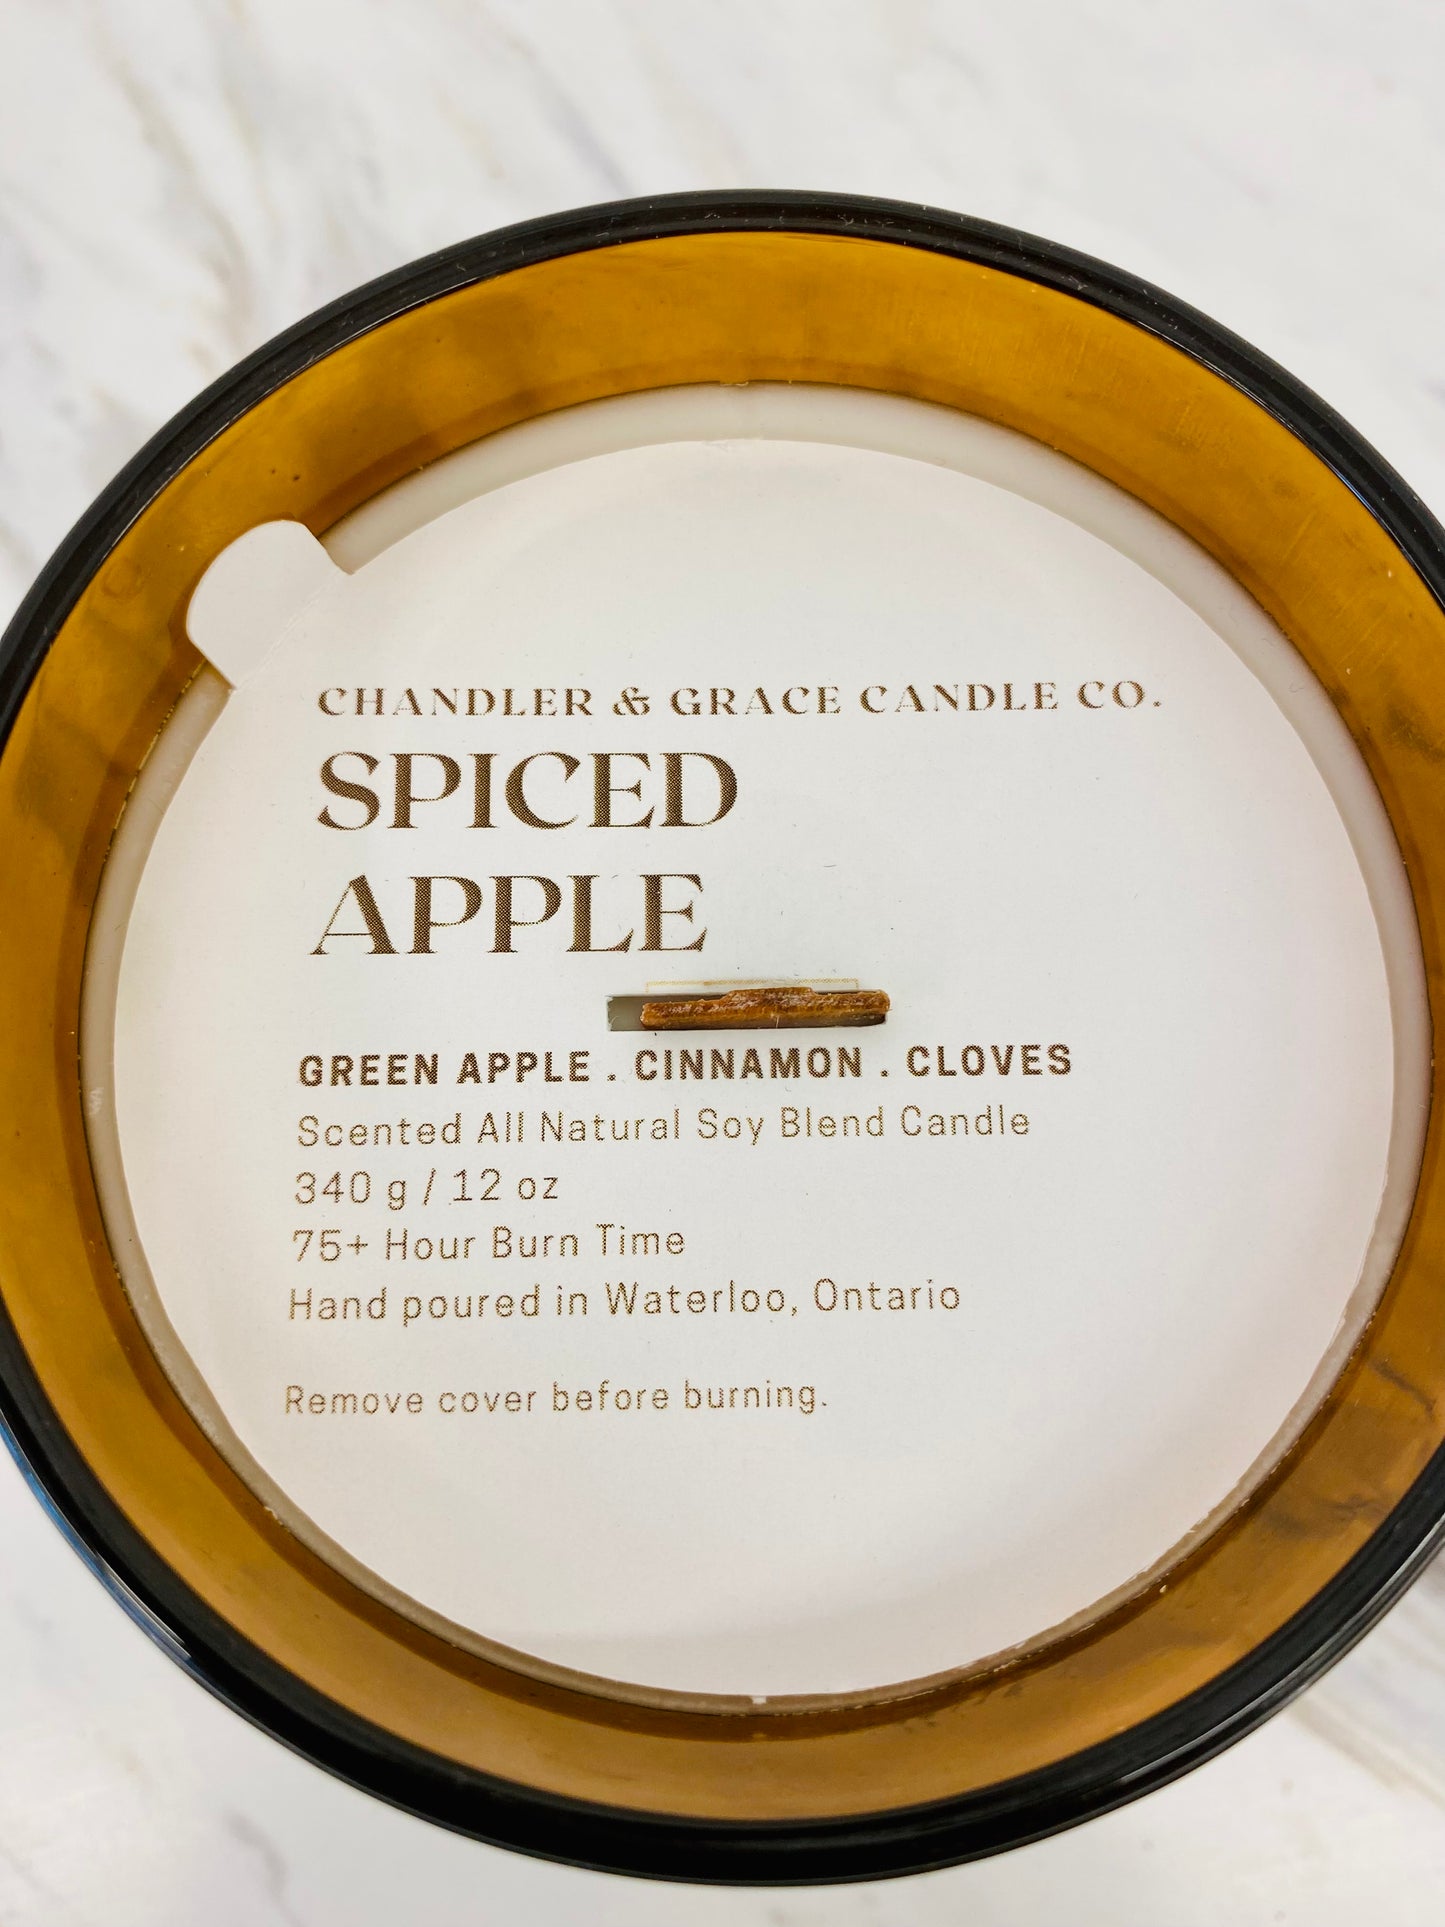 CHANDLER & GRACE CANDLE CO.
SPICED
APPLE
GREEN APPLE . CINNAMON . CLOVES
Scented All Natural Soy Blend Candle
340 g / 12 oz
75+ Hour Burn Time
Hand poured in Waterloo, Ontario
Remove cover before burning.